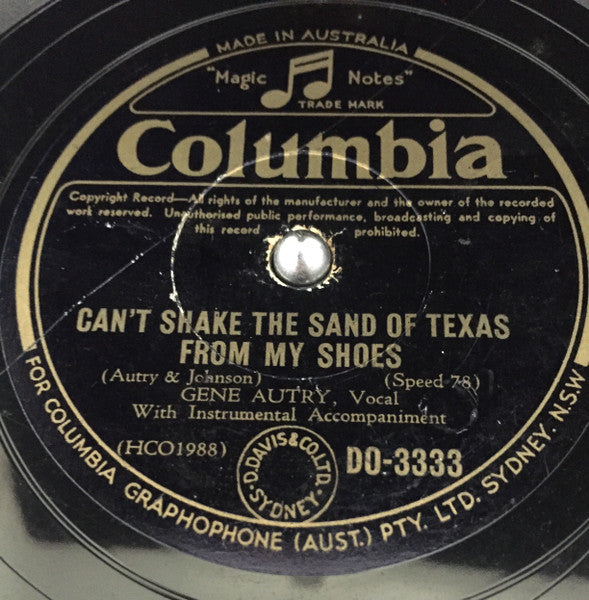 MADE IN AUSTRALIA
"Magic Notes"
TRADE MARK
Columbia
Copyright Record—All rights of the manufacturer and the owner of the recorded
work reserved. Unauthorised public performance, broadcasting and copying of
this record prohibited.
CAN'T SHAKE THE SAND OF TEXAS
FROM MY SHOES
(Autry & Johnson) (Speed 78)
GENE AUTRY, Vocal
With Instrumental Accompaniment
(HCO1988)
D.DAVIS&CO.LTD. SYDNEY.
DO-3333
FOR COLUMBIA GRAPHOPHONE (AUST.) PTY. LTD. SYDNEY. N.S.W